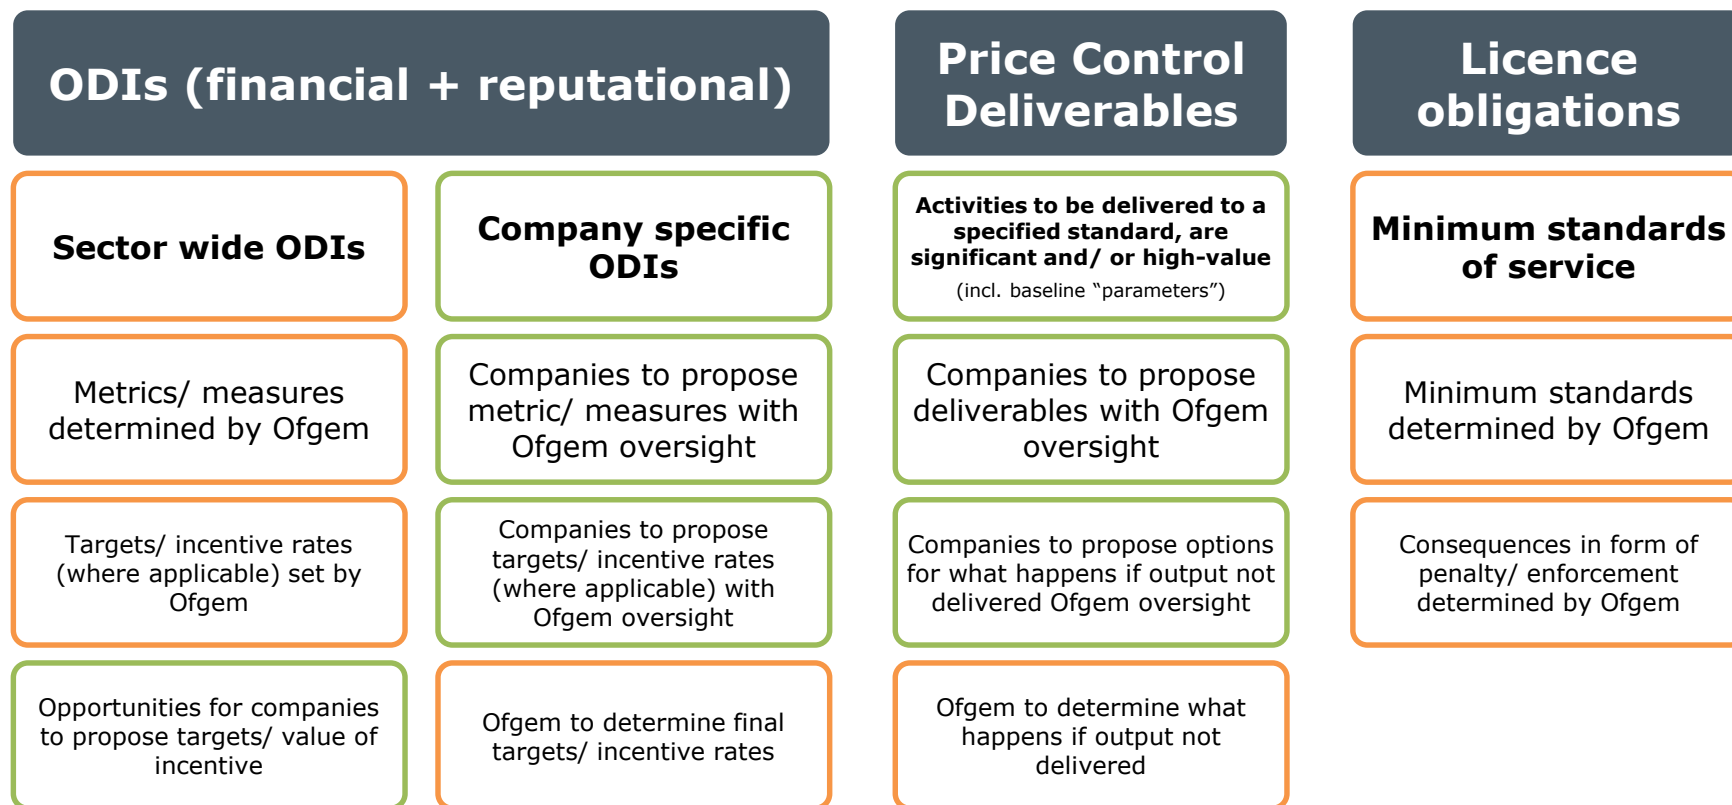 ODIs (financial + reputational)
Price Control
Deliverables
Licence
obligations
Sector wide ODIs
Company specific
ODIs
Activities to be delivered to a
specified standard, are
significant and/ or high-value
(incl. baseline “parameters”)
Minimum standards
of service
Metrics/ measures
determined by Ofgem
Companies to propose
metric/ measures with
Ofgem oversight
Companies to propose
deliverables with Ofgem
oversight
Minimum standards
determined by Ofgem
Targets/ incentive rates
(where applicable) set by
Ofgem
Companies to propose
targets/ incentive rates
(where applicable) with
Ofgem oversight
Companies to propose options
for what happens if output not
delivered Ofgem oversight
Consequences in form of
penalty/ enforcement
determined by Ofgem
Opportunities for companies
to propose targets/ value of
incentive
Ofgem to determine final
targets/ incentive rates
Ofgem to determine what
happens if output not
delivered